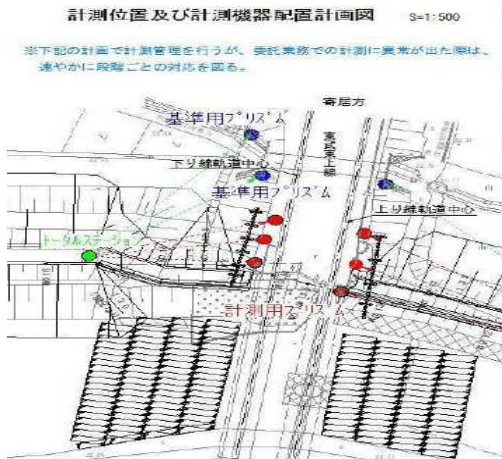 計測位置及び計測機器配置計画図 S=1:500
※下記の計画で計測管理を行うが、委託業務での計測に異常が出た際は、
速やかに段階ごとの対応を図る。
寄居方
基準用プリズム
東武東上線
下り線軌道中心
基準用プリズム
上り線軌道中心
トータルステーション
計測用プリズム